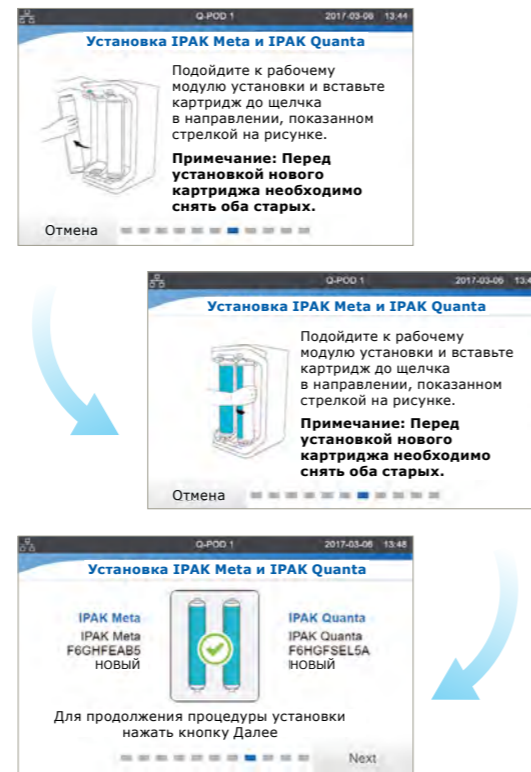 Q-POD 1 2017-03-06 13:44
Установка IPAK Meta и IPAK Quanta
Подойдите к рабочему
модулю установки и вставьте
картридж до щелчка
в направлении, показанном
стрелкой на рисунке.
Примечание: Перед
установкой нового
картриджа необходимо
снять оба старых.
Отмена
Q-POD 1 2017-03-06
Установка IPAK Meta и IPAK Quanta
Подойдите к рабочему
модулю установки и вставьте
картридж до щелчка
в направлении, показанном
стрелкой на рисунке.
Примечание: Перед
установкой нового
картриджа необходимо
снять оба старых.
Отмена
Q-POD 1 2017-03-06 13:48
Установка IPAK Meta и IPAK Quanta
IPAK Meta
IPAK Meta
F6GHFEAB5
НОВЫЙ
IPAK Quanta
IPAK Quanta
F6HGFSEL5A
НОВЫЙ
Для продолжения процедуры установки
нажать кнопку Далее
Next